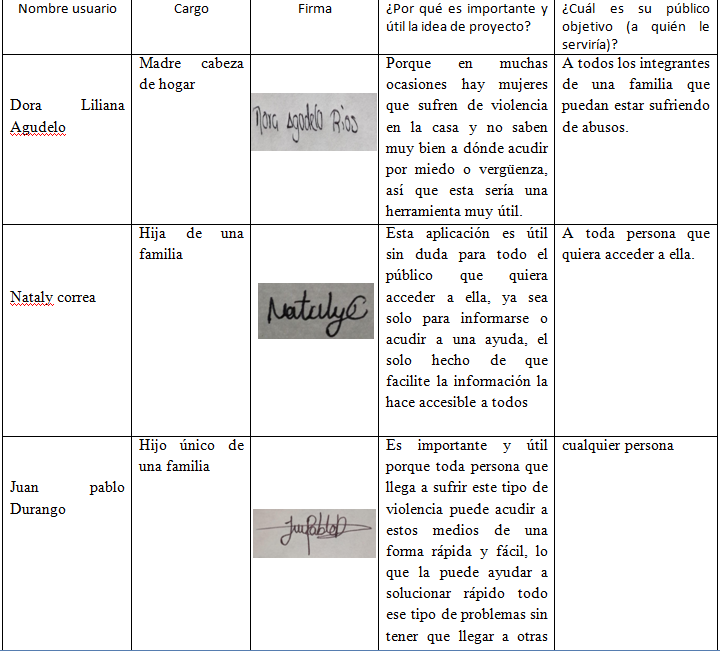 Nombre usuario
Cargo
Firma
¿Por qué es importante y
útil la idea de proyecto?
¿Cuál es su público
objetivo (a quién le
serviría)?
Dora Liliana
Agudelo
Madre cabeza
de hogar
Dora Agudelo Rios
Porque en muchas
ocasiones hay mujeres
que sufren de violencia
en la casa y no saben
muy bien a dónde acudir
por miedo o vergüenza,
así que esta sería una
herramienta muy útil.
A todos los integrantes
de una familia que
puedan estar sufriendo
de abusos.
Nataly correa
Hija de una
familia
Nataly C
Esta aplicación es útil
sin duda para todo el
público que quiera
acceder a ella, ya sea
solo para informarse o
acudir a una ayuda, el
solo hecho de que
facilite la información la
hace accesible a todos
A toda persona que
quiera acceder a ella.
Juan pablo
Durango
Hijo único de
una familia
JuanPabloD
Es importante y útil
porque toda persona que
llega a sufrir este tipo de
violencia puede acudir a
estos medios de una
forma rápida y fácil, lo
que la puede ayudar a
solucionar rápido todo
ese tipo de problemas sin
tener que llegar a otras
cualquier persona